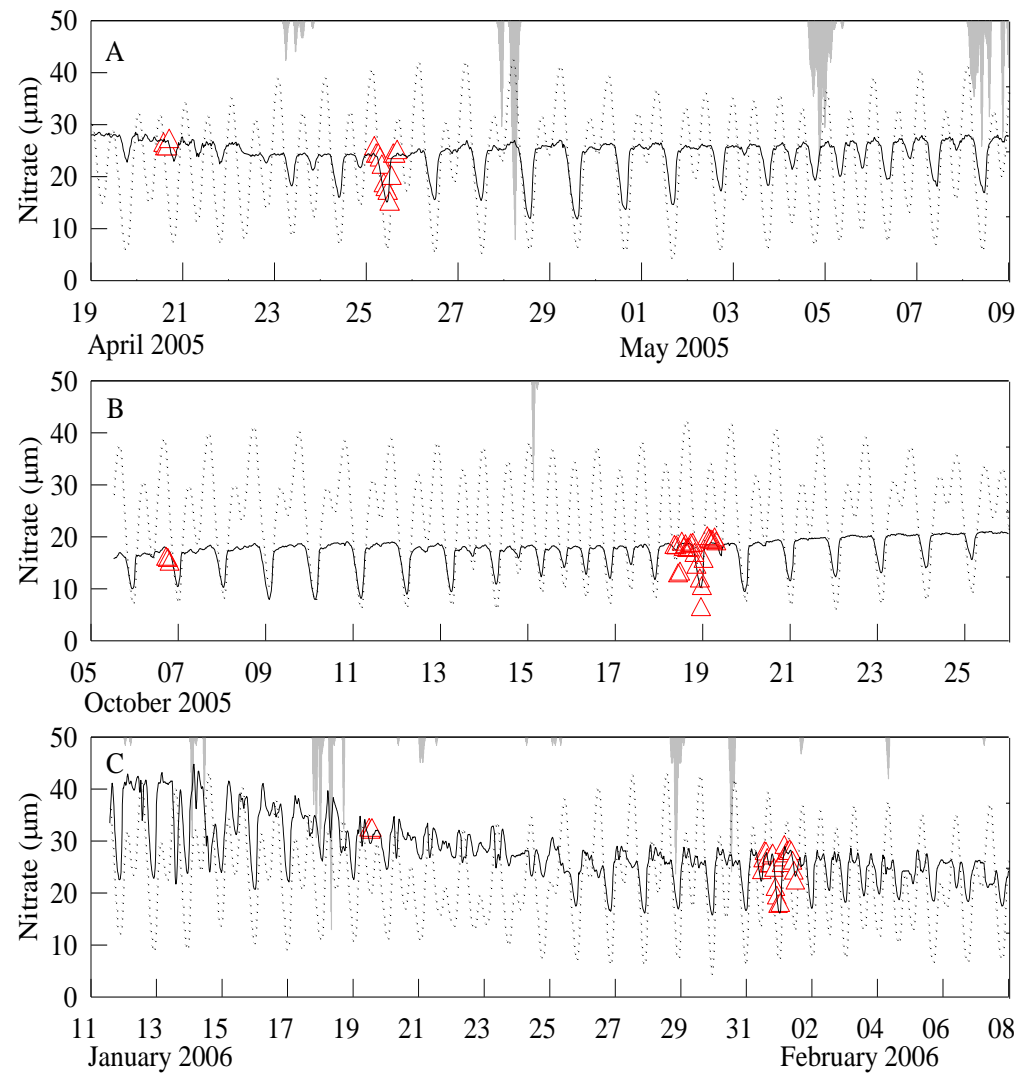 50
A
40
30
20
10
0
Nitrate (µm)
19 21 23 25 27 29 01 03 05 07 09
April 2005 May 2005
50
B
40
30
20
10
0
Nitrate (µm)
05 07 09 11 13 15 17 19 21 23 25
October 2005
50
C
40
30
20
10
0
Nitrate (µm)
11 13 15 17 19 21 23 25 27 29 31 02 04 06 08
January 2006 February 2006